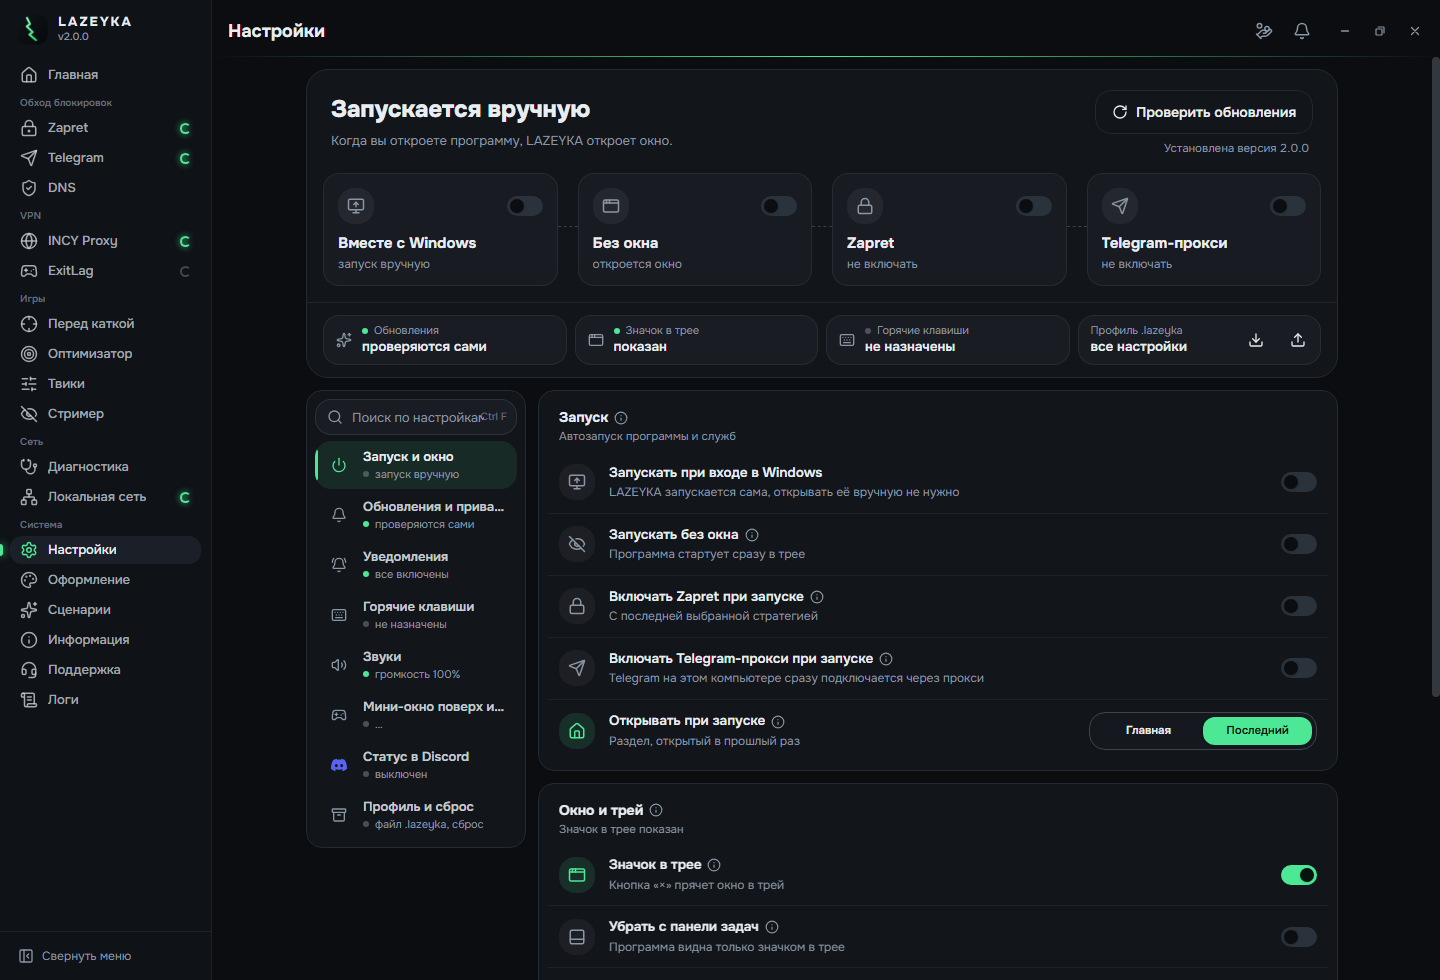 LAZEYKA
v2.0.0
Главная
Обход блокировок
Zapret
Telegram
DNS
VPN
INCY Proxy
ExitLag
Игры
Перед каткой
Оптимизатор
Твики
Стример
Сеть
Диагностика
Локальная сеть
Система
Настройки
Оформление
Сценарии
Информация
Поддержка
Логи
Свернуть меню
Настройки
Запускается вручную
Когда вы откроете программу, LAZEYKA откроет окно.
Проверить обновления
Установлена версия 2.0.0
Вместе с Windows
запуск вручную
Без окна
откроется окно
Zapret
не включать
Telegram-прокси
не включать
Обновления
проверяются сами
Значок в трее
показан
Горячие клавиши
не назначены
Профиль .lazeyka
все настройки
Поиск по настройкам Ctrl F
Запуск и окно
запуск вручную
Обновления и прива...
проверяются сами
Уведомления
все включены
Горячие клавиши
не назначены
Звуки
громкость 100%
Мини-окно поверх и...
...
Статус в Discord
выключен
Профиль и сброс
файл .lazeyka, сброс
Запуск
Автозапуск программы и служб
Запускать при входе в Windows
LAZEYKA запускается сама, открывать её вручную не нужно
Запускать без окна
Программа стартует сразу в трее
Включать Zapret при запуске
С последней выбранной стратегией
Включать Telegram-прокси при запуске
Telegram на этом компьютере сразу подключается через прокси
Открывать при запуске
Раздел, открытый в прошлый раз
Главная
Последний
Окно и трей
Значок в трее показан
Значок в трее
Кнопка «×» прячет окно в трей
Убрать с панели задач
Программа видна только значком в трее